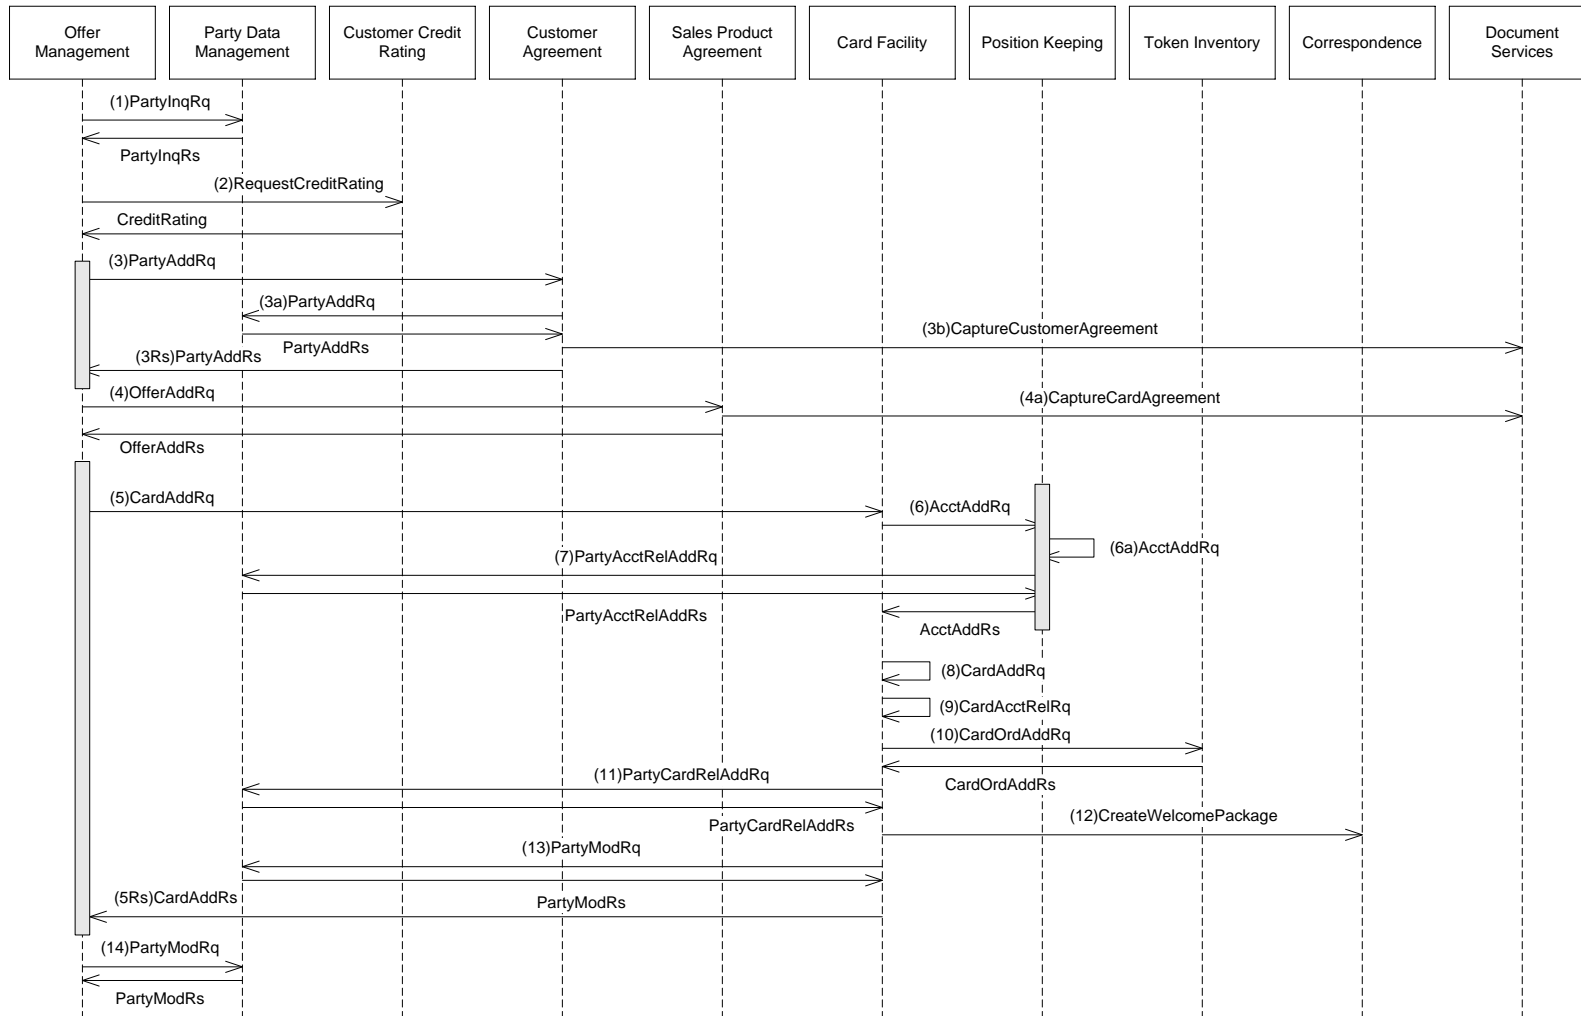 Offer
Management
Party Data
Management
Customer Credit
Rating
Customer
Agreement
Sales Product
Agreement
Card Facility
Position Keeping
Token Inventory
Correspondence
Document
Services
(1)PartyInqRq
PartyInqRs
(2)RequestCreditRating
CreditRating
(3)PartyAddRq
(3a)PartyAddRq
(3b)CaptureCustomerAgreement
PartyAddRs
(3Rs)PartyAddRs
(4)OfferAddRq
(4a)CaptureCardAgreement
OfferAddRs
(5)CardAddRq
(6)AcctAddRq
(6a)AcctAddRq
(7)PartyAcctRelAddRq
PartyAcctRelAddRs
AcctAddRs
(8)CardAddRq
(9)CardAcctRelRq
(10)CardOrdAddRq
(11)PartyCardRelAddRq
CardOrdAddRs
(12)CreateWelcomePackage
PartyCardRelAddRs
(13)PartyModRq
(5Rs)CardAddRs
PartyModRs
(14)PartyModRq
PartyModRs